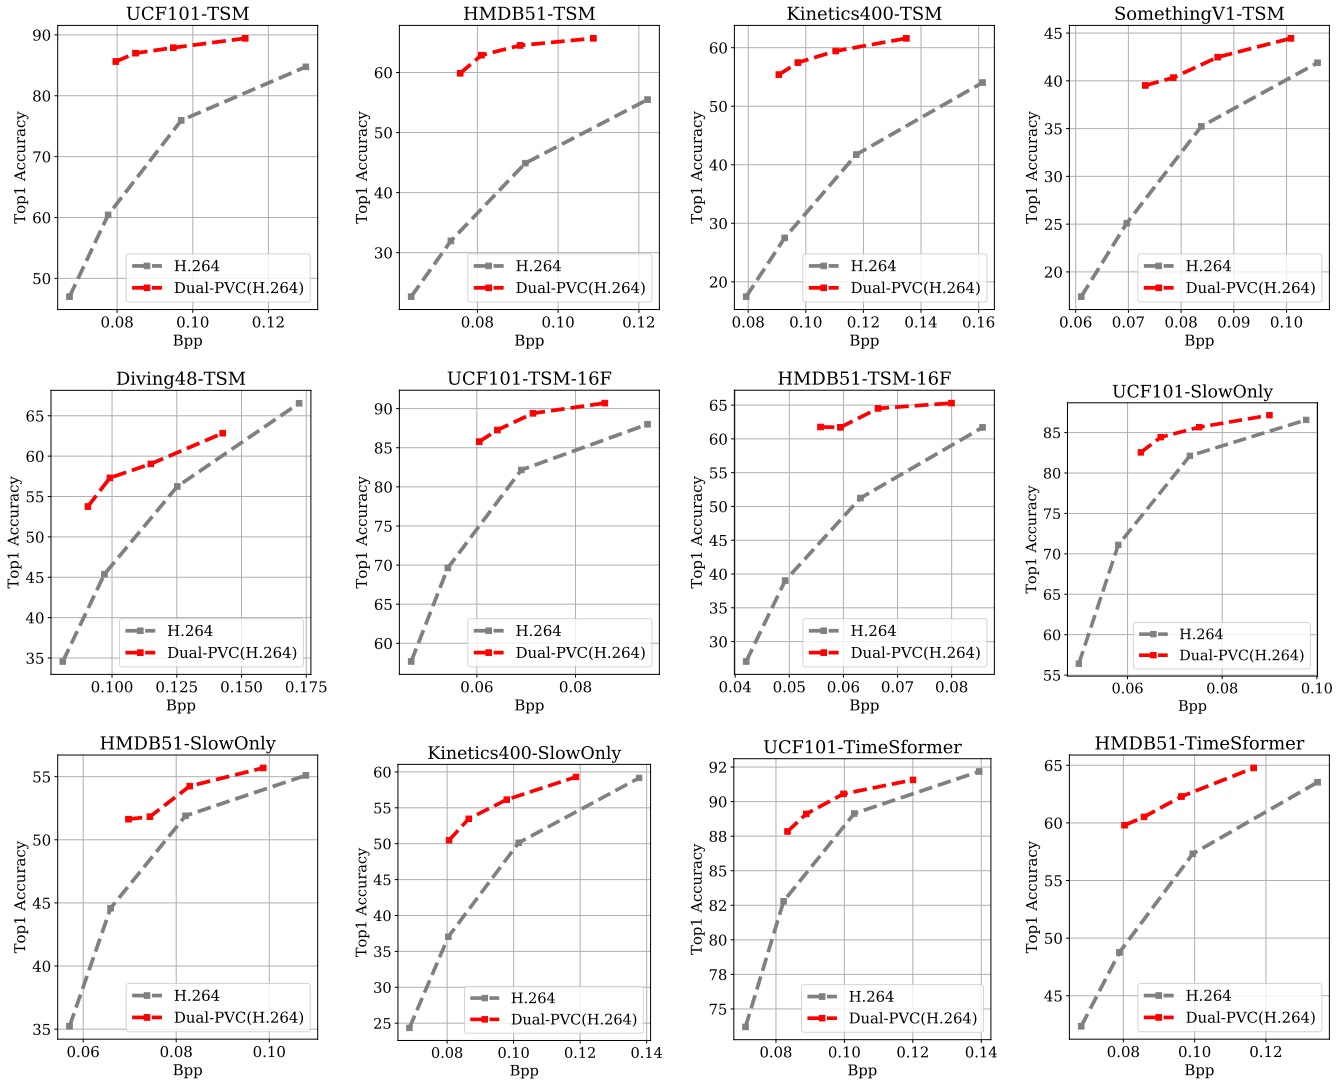 UCF101-TSM
90
80
70
60
50
Top1 Accuracy
H.264
Dual-PVC(H.264)
0.08
0.10
0.12
Bpp
HMDB51-TSM
60
50
40
30
Top1 Accuracy
H.264
Dual-PVC(H.264)
0.08
0.10
0.12
Bpp
Kinetics400-TSM
60
50
40
30
20
Top1 Accuracy
H.264
Dual-PVC(H.264)
0.08
0.10
0.12
0.14
0.16
Bpp
SomethingV1-TSM
45
40
35
30
25
20
Top1 Accuracy
H.264
Dual-PVC(H.264)
0.06
0.07
0.08
0.09
0.10
Bpp
Diving48-TSM
65
60
55
50
45
40
35
Top1 Accuracy
H.264
Dual-PVC(H.264)
0.100
0.125
0.150
0.175
Bpp
UCF101-TSM-16F
90
85
80
75
70
65
60
Top1 Accuracy
H.264
Dual-PVC(H.264)
0.06
0.08
Bpp
HMDB51-TSM-16F
65
60
55
50
45
40
35
30
Top1 Accuracy
H.264
Dual-PVC(H.264)
0.04
0.05
0.06
0.07
0.08
Bpp
UCF101-SlowOnly
85
80
75
70
65
60
55
Top1 Accuracy
H.264
Dual-PVC(H.264)
0.06
0.08
0.10
Bpp
HMDB51-SlowOnly
55
50
45
40
35
Top1 Accuracy
H.264
Dual-PVC(H.264)
0.06
0.08
0.10
Bpp
Kinetics400-SlowOnly
60
55
50
45
40
35
30
25
Top1 Accuracy
H.264
Dual-PVC(H.264)
0.08
0.10
0.12
0.14
Bpp
UCF101-TimeSformer
92
90
88
85
82
80
78
75
Top1 Accuracy
H.264
Dual-PVC(H.264)
0.08
0.10
0.12
0.14
Bpp
HMDB51-TimeSformer
65
60
55
50
45
Top1 Accuracy
H.264
Dual-PVC(H.264)
0.08
0.10
0.12
Bpp